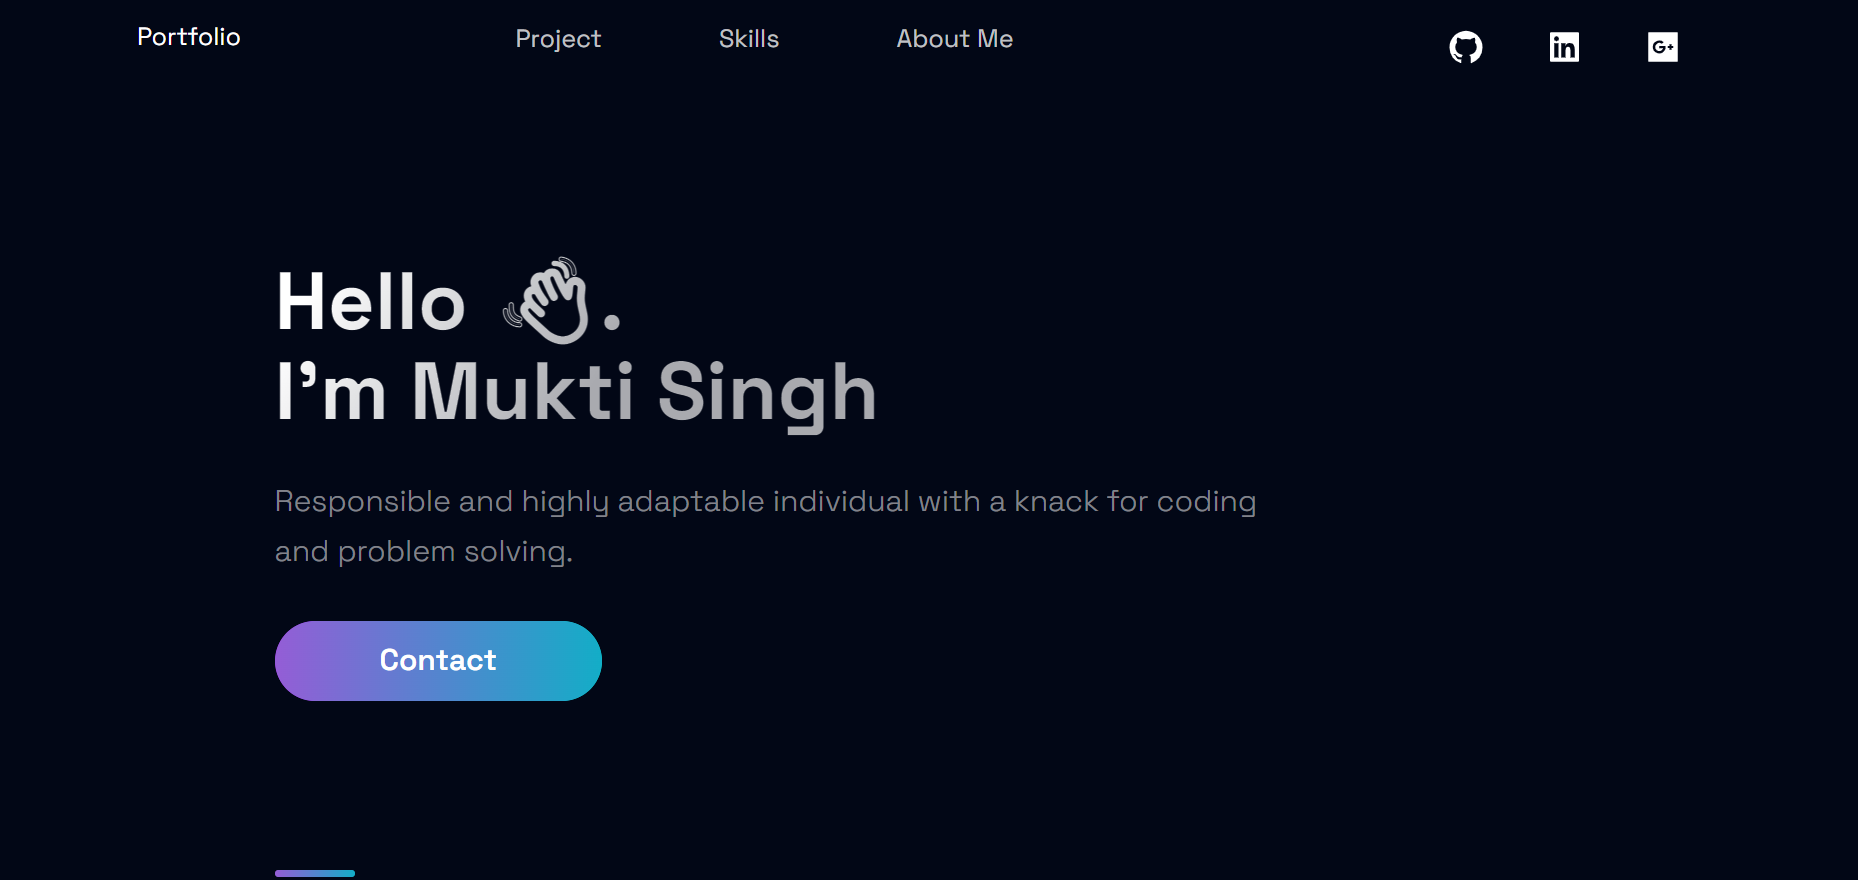 Portfolio
Project
Skills
About Me
in
G+
Hello 👋.
I'm Mukti Singh
Responsible and highly adaptable individual with a knack for coding
and problem solving.
Contact